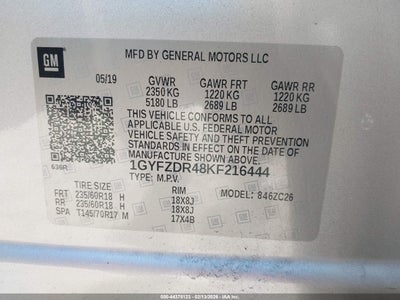 GM
MFD BY GENERAL MOTORS LLC
05/19 GVWR GAWR FRT GAWR RR
2350 KG 1220 KG 1220 KG
5180 LB 2689 LB 2689 LB
THIS VEHICLE CONFORMS TO ALL
APPLICABLE U.S. FEDERAL MOTOR
VEHICLE SAFETY AND THEFT PREVENTION
STANDARDS IN EFFECT ON THE DATE OF
MANUFACTURE SHOWN ABOVE.
1GYFZDR48KF216444
636R TYPE: M.P.V.
TIRE SIZE RIM MODEL: 846ZC26
FRT 235/60R18 H 18X8J
RR 235/60R18 H 18X8J
SPA T145/70R17 M 17X4B